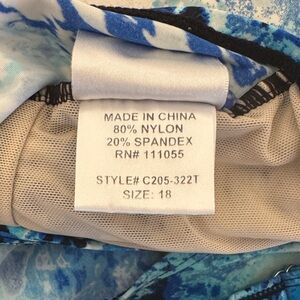 MADE IN CHINA
80% NYLON
20% SPANDEX
RN# 111055
STYLE# C205-322T
SIZE: 18